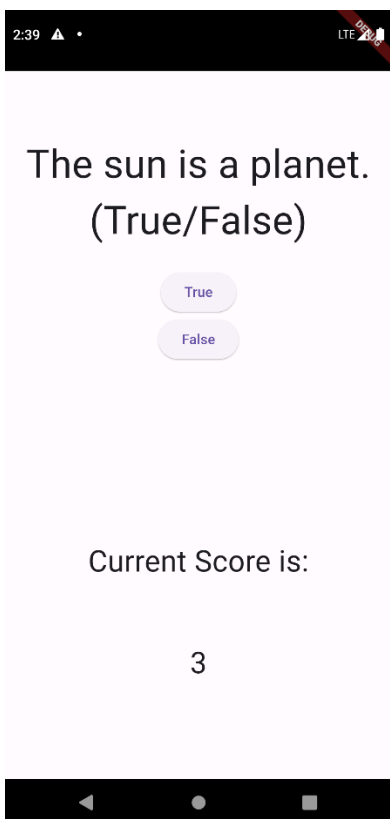 2:39
LTE
DEBUG
The sun is a planet.
(True/False)
True
False
Current Score is:
3